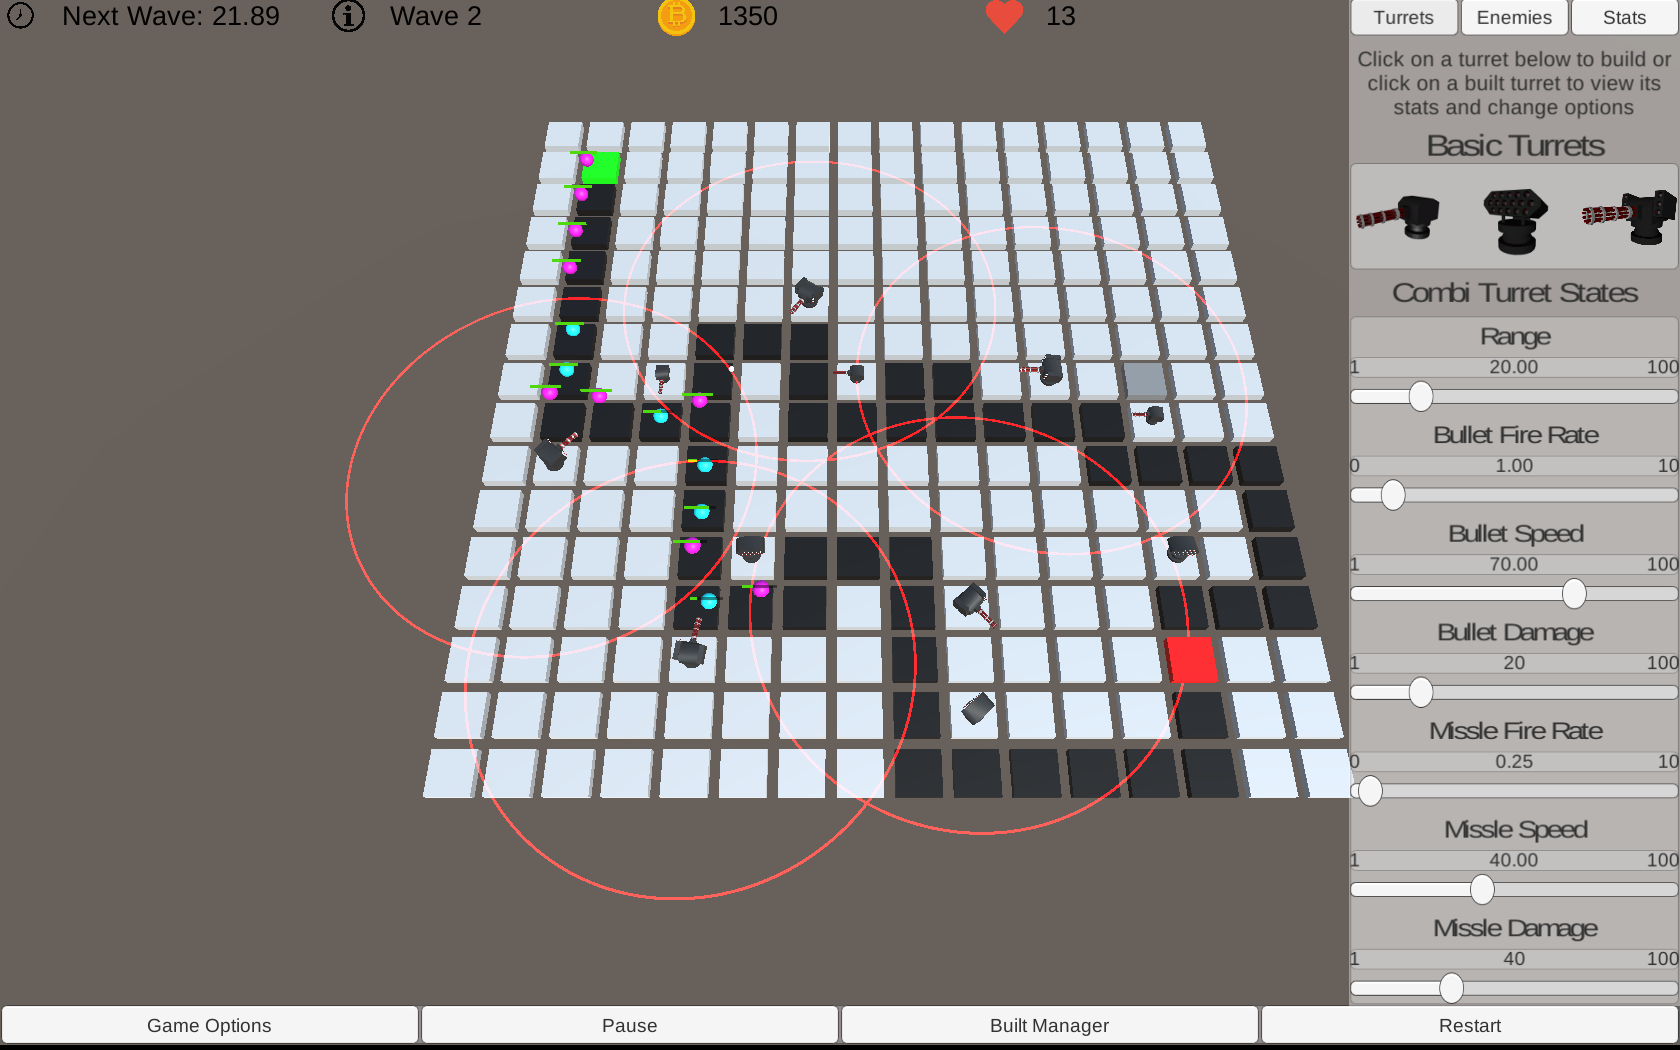 Next Wave: 21.89
Wave 2
1350
13
Turrets
Enemies
Stats
Click on a turret below to build or
click on a built turret to view its
stats and change options
Basic Turrets
Combi Turret States
Range
1 20.00 100
Bullet Fire Rate
0 1.00 10
Bullet Speed
1 70.00 100
Bullet Damage
1 20 100
Missle Fire Rate
0 0.25 10
Missle Speed
1 40.00 100
Missle Damage
1 40 100
Game Options
Pause
Built Manager
Restart